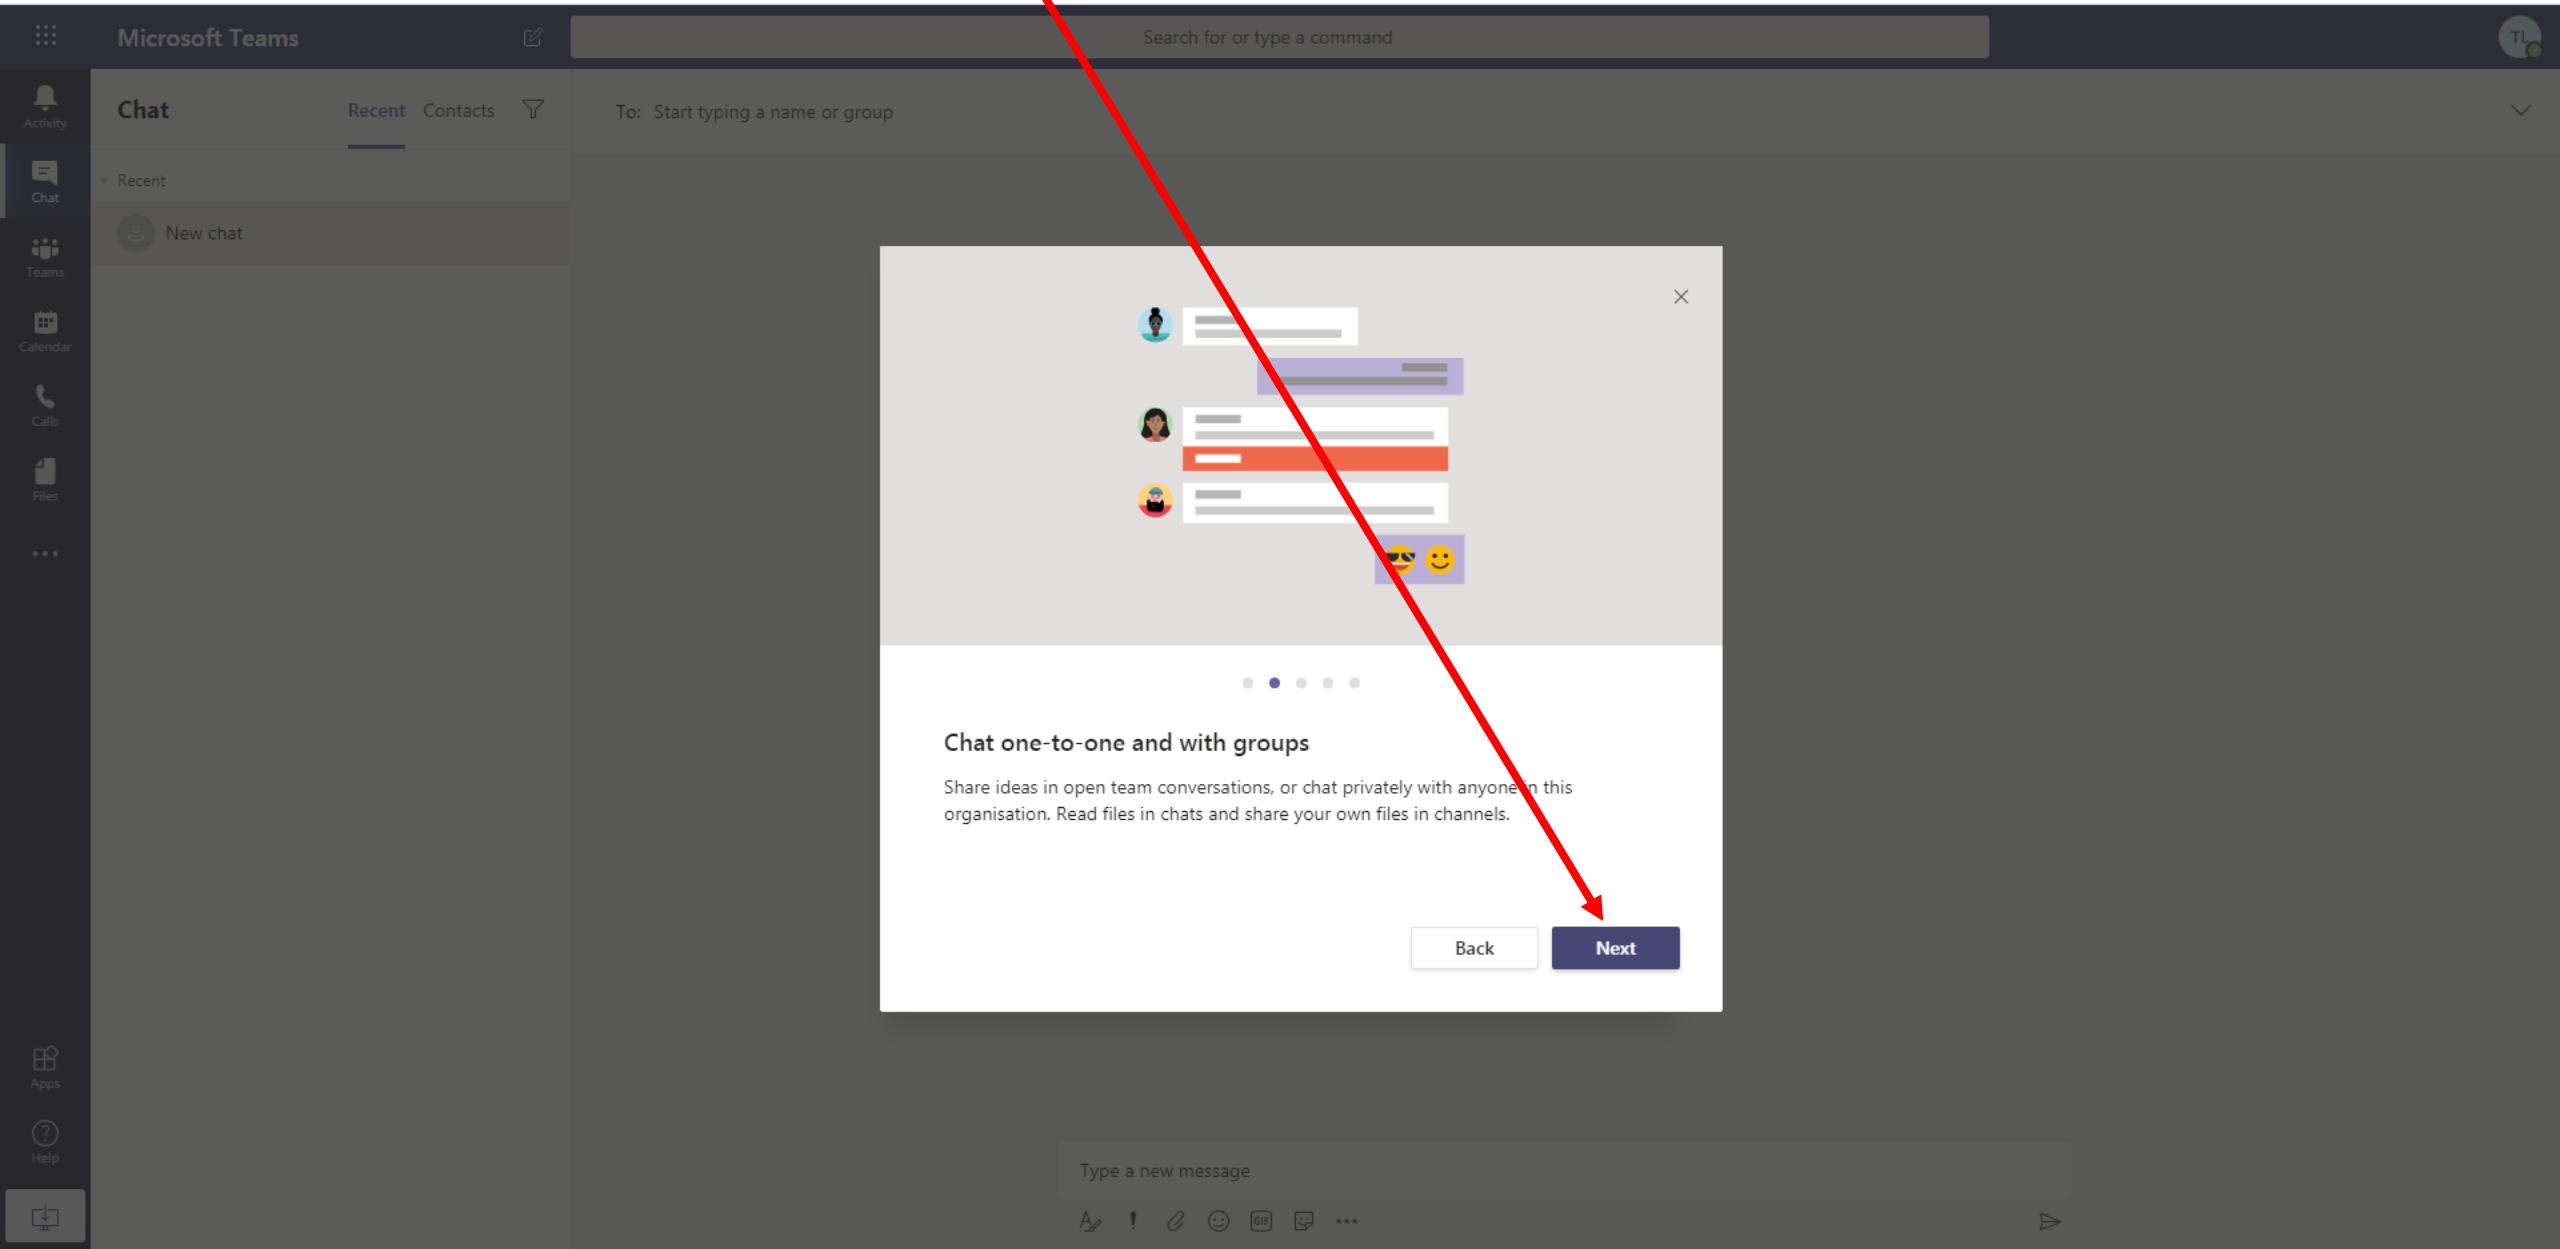 Microsoft Teams
Search for or type a command
TL
Activity
Chat
Teams
Calendar
Calls
Files
Apps
Help
Chat
Recent
Contacts
Recent
New chat
To: Start typing a name or group
Chat one-to-one and with groups
Share ideas in open team conversations, or chat privately with anyone in this
organisation. Read files in chats and share your own files in channels.
Back
Next
Type a new message
GIF